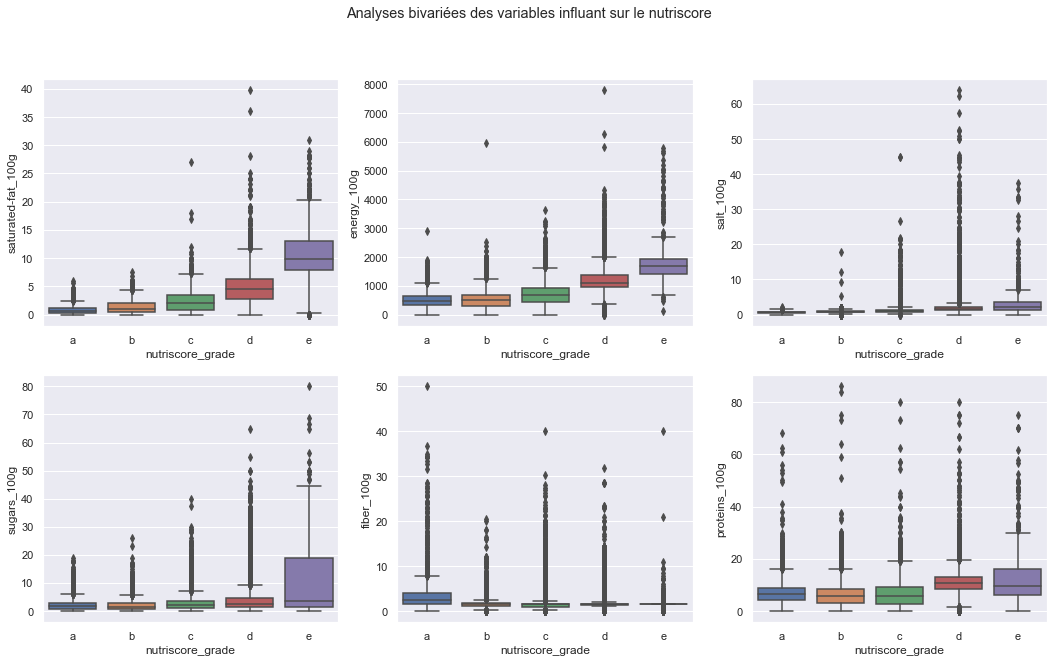 Analyses bivariées des variables influant sur le nutriscore
saturated-fat_100g
40
35
30
25
20
15
10
5
0
a b c d e
nutriscore_grade
energy_100g
8000
7000
6000
5000
4000
3000
2000
1000
0
a b c d e
nutriscore_grade
salt_100g
60
50
40
30
20
10
0
a b c d e
nutriscore_grade
sugars_100g
80
70
60
50
40
30
20
10
0
a b c d e
nutriscore_grade
fiber_100g
50
40
30
20
10
0
a b c d e
nutriscore_grade
proteins_100g
80
60
40
20
0
a b c d e
nutriscore_grade